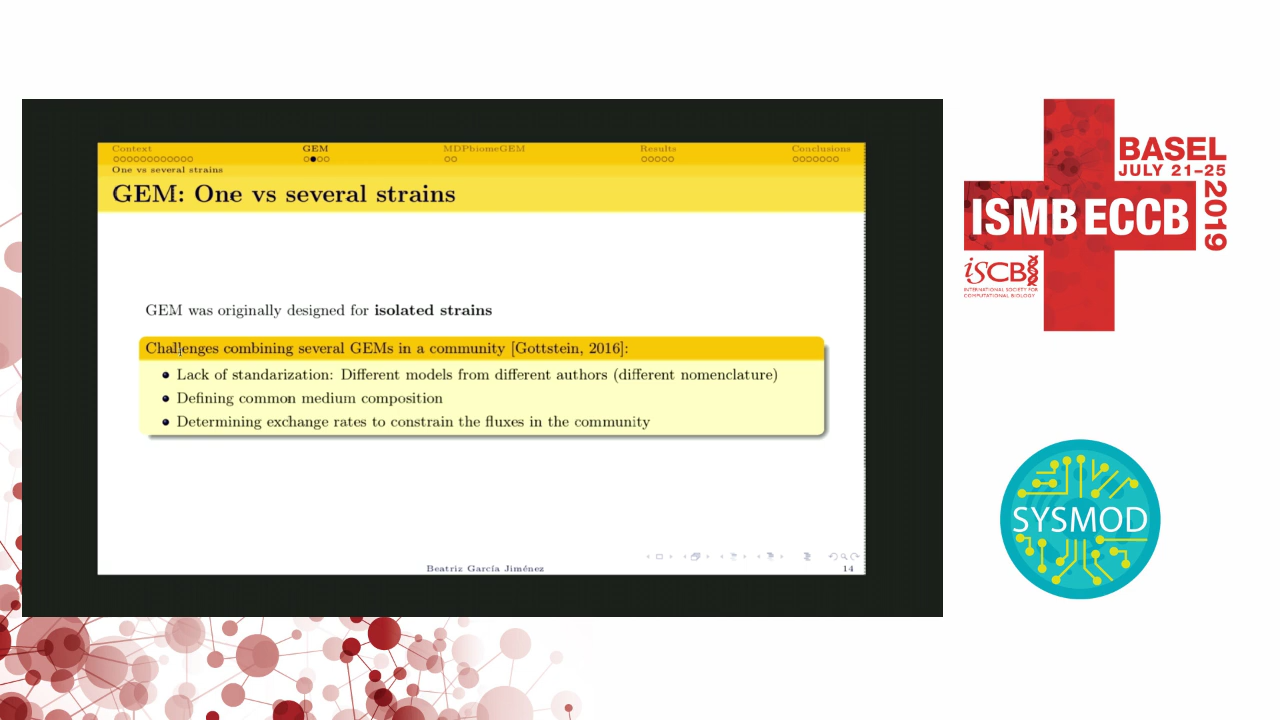 Context GEM MDPbiomeGEM Results Conclusions
One vs several strains
GEM: One vs several strains
GEM was originally designed for isolated strains
Challenges combining several GEMs in a community [Gottstein, 2016]:
Lack of standarization: Different models from different authors (different nomenclature)
Defining common medium composition
Determining exchange rates to constrain the fluxes in the community
Beatriz García Jiménez
14
BASEL
JULY 21–25
2019
ISMB ECCB
ISCB
INTERNATIONAL SOCIETY FOR
COMPUTATIONAL BIOLOGY
SYSMOD